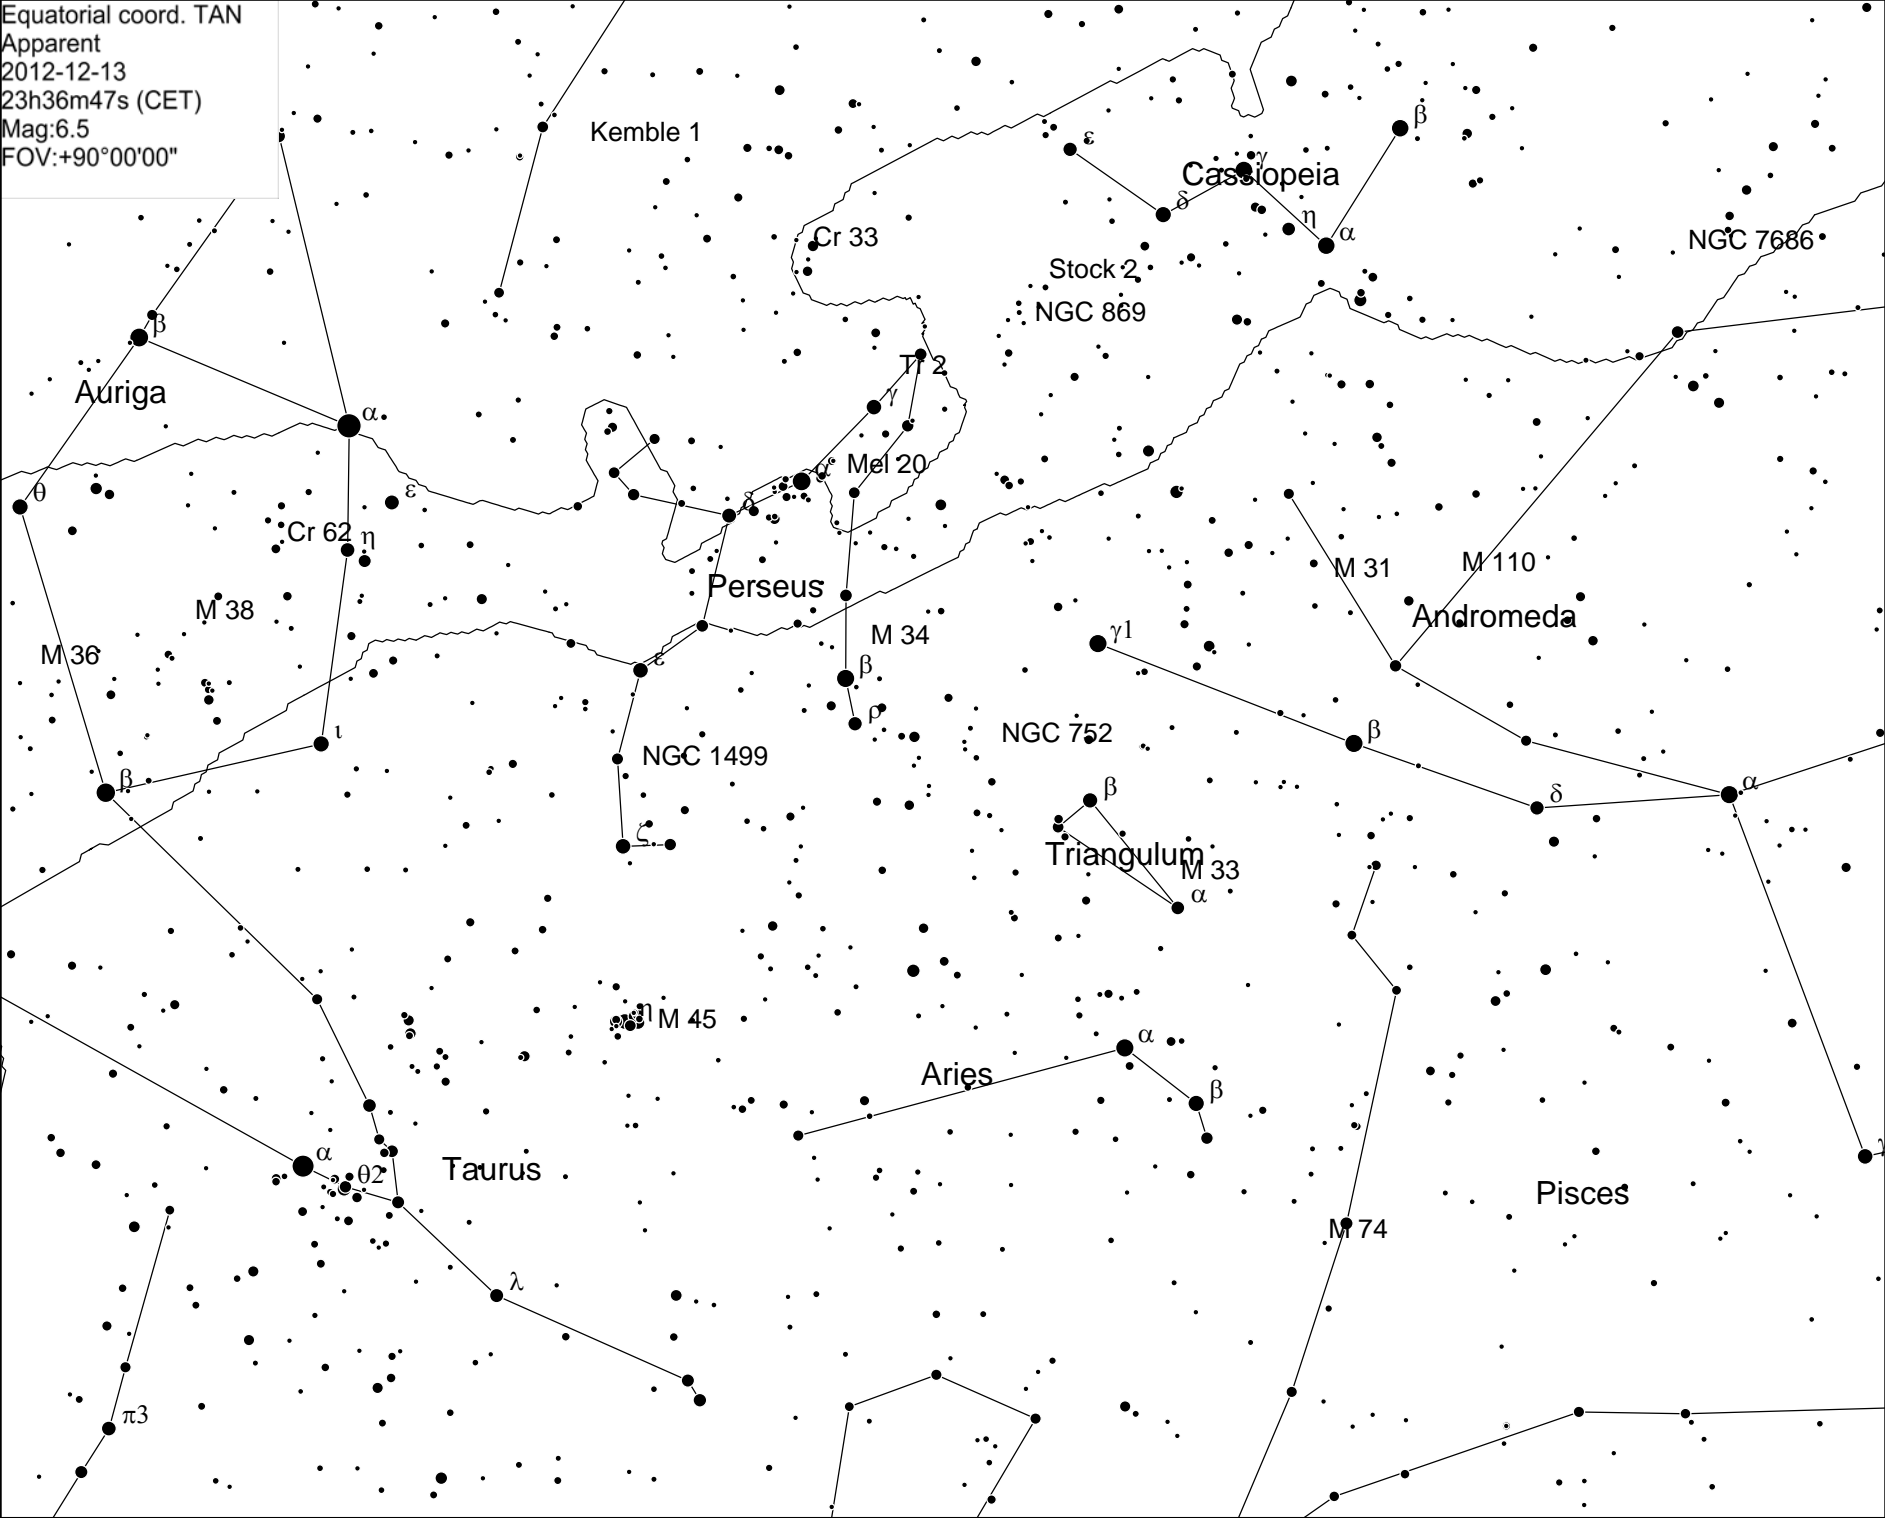 Equatorial coord. TAN
Apparent
2012-12-13
23h36m47s (CET)
Mag:6.5
FOV:+90°00'00"
Kemble 1
β
ε
γ
Cassiopeia
δ
η
α
Cr 33
NGC 7686
Stock 2
NGC 869
β
Tr 2
Auriga
γ
α
α
Mel 20
θ
ε
δ
Cr 62
η
M 31
M 110
Perseus
M 38
Andromeda
γ1
M 34
M 36
ε
β
ρ
ι
NGC 752
β
NGC 1499
β
β
α
δ
ζ
Triangulum
M 33
α
η
M 45
α
Aries
β
α
Taurus
θ2
Pisces
M 74
λ
π3